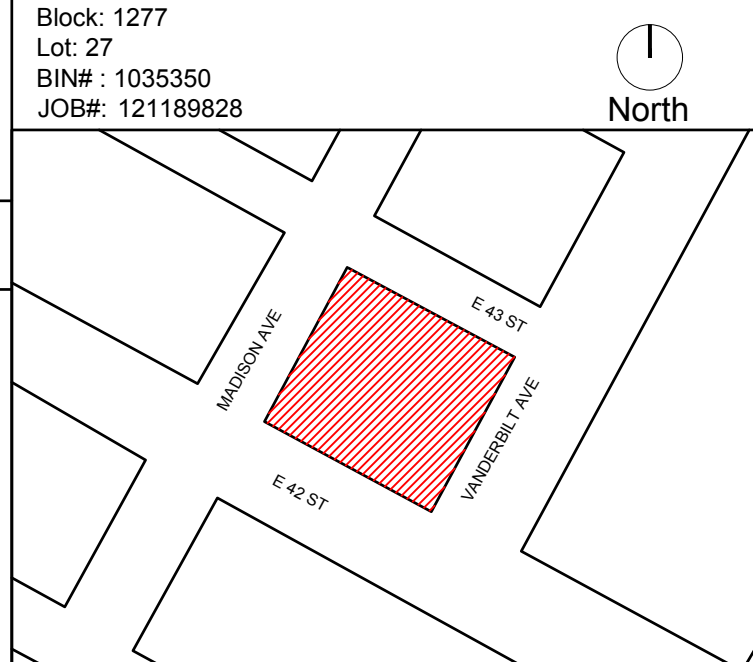 Block: 1277
Lot: 27
BIN# : 1035350
JOB#: 121189828
North
E 43 ST
MADISON AVE
VANDERBILT AVE
E 42 ST